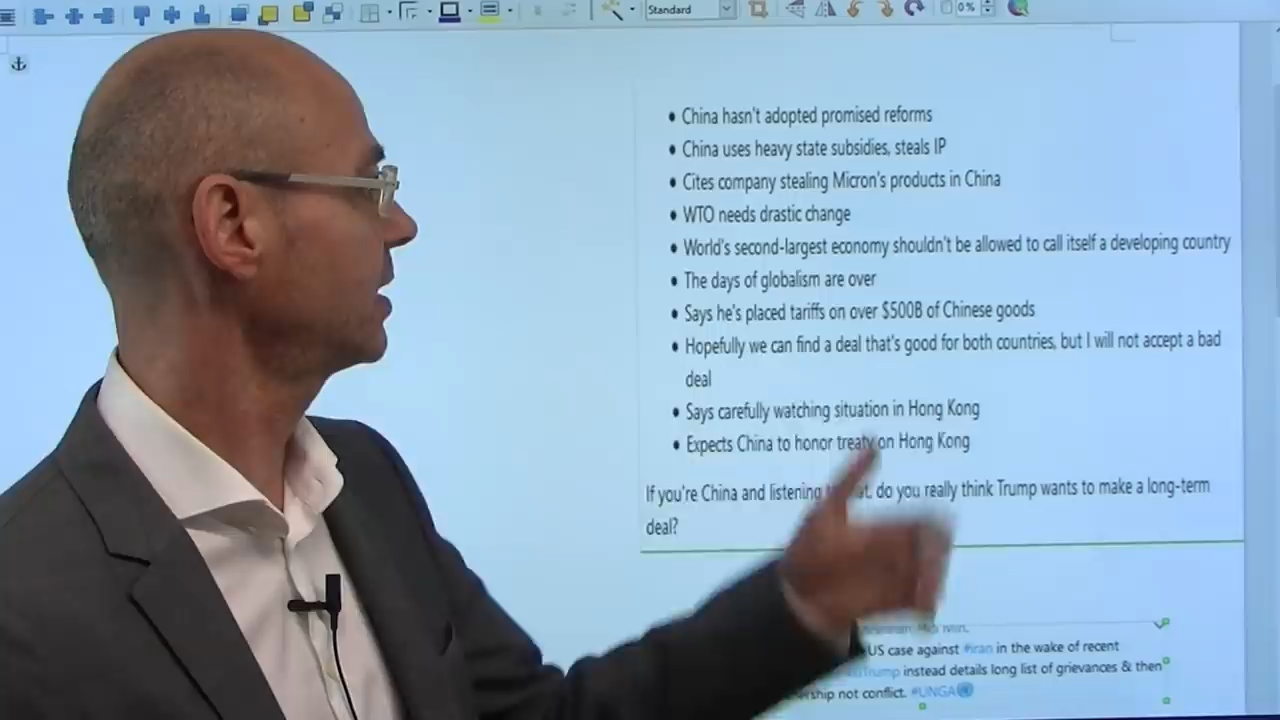 Standard
0%
China hasn't adopted promised reforms
China uses heavy state subsidies, steals IP
Cites company stealing Micron's products in China
WTO needs drastic change
World's second-largest economy shouldn't be allowed to call itself a developing country
The days of globalism are over
Says he's placed tariffs on over $500B of Chinese goods
Hopefully we can find a deal that's good for both countries, but I will not accept a bad
deal
Says carefully watching situation in Hong Kong
Expects China to honor treaty on Hong Kong
If you're China and listening do you really think Trump wants to make a long-term
deal?
US case against #iran in the wake of recent
instead details long list of grievances & then
not conflict. #UNGA